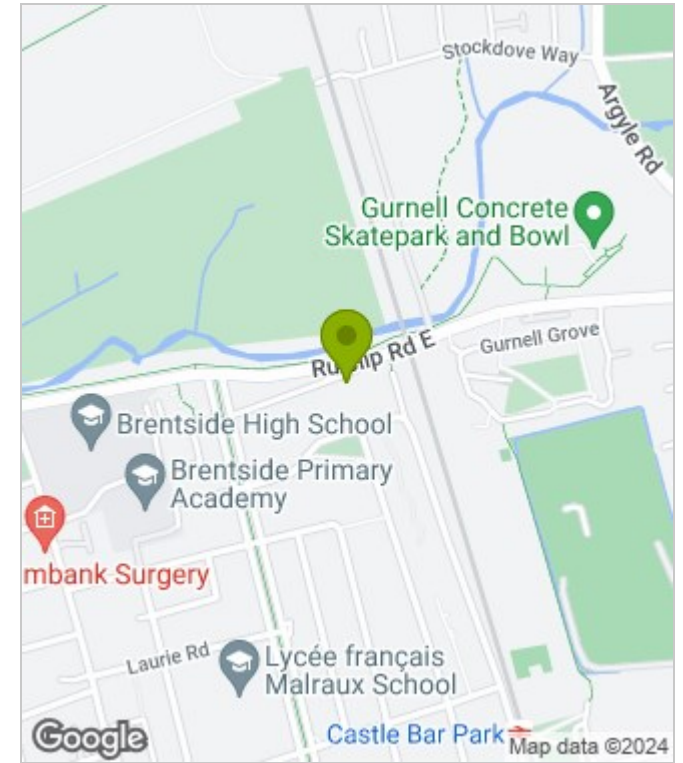 Stockdove Way
Argyle Rd
Gurnell Concrete
Skatepark and Bowl
Gurnell Grove
Rd E
Brentside High School
Brentside Primary
Academy
mbank Surgery
Laurie Rd
Lycée français
Malraux School
Castle Bar Park
Google
Map data ©2024